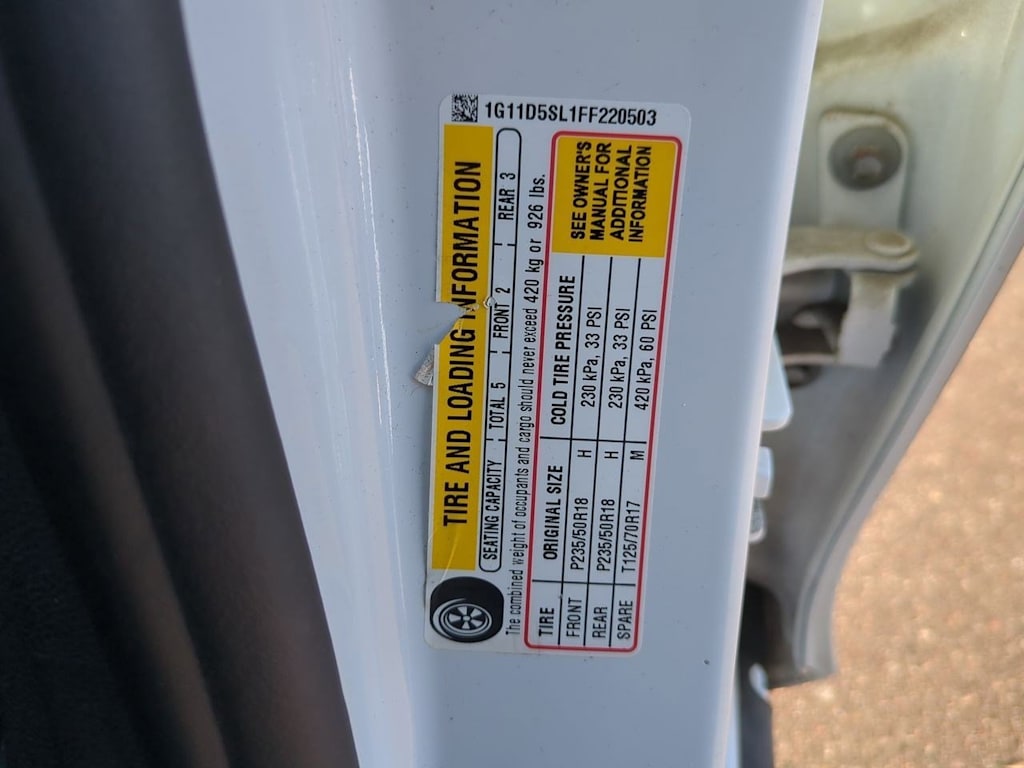 1G11D5SL1FF220503
TIRE AND LOADING INFORMATION
SEATING CAPACITY TOTAL 5 FRONT 2 REAR 3
The combined weight of occupants and cargo should never exceed 420 kg or 926 lbs.
TIRE ORIGINAL SIZE COLD TIRE PRESSURE
FRONT P235/50R18 H 230 kPa, 33 PSI
REAR P235/50R18 H 230 kPa, 33 PSI
SPARE T125/70R17 M 420 kPa, 60 PSI
SEE OWNER'S
MANUAL FOR
ADDITIONAL
INFORMATION